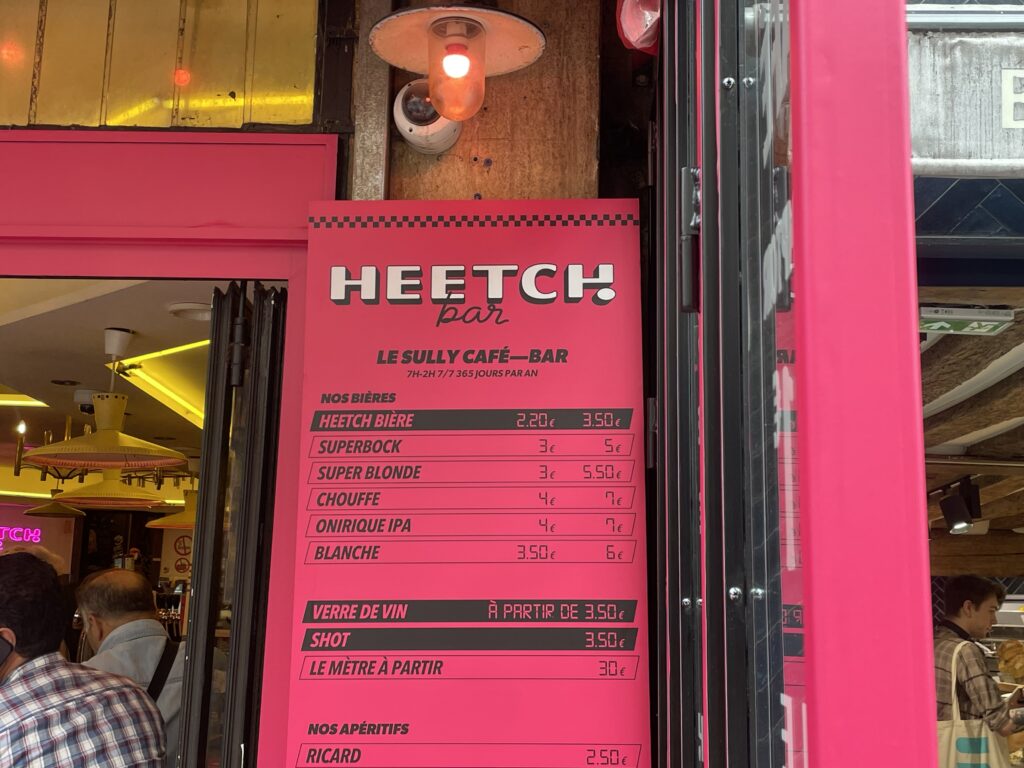 HEETCH
bar
LE SULLY CAFÉ—BAR
7H-2H 7/7 365 JOURS PAR AN
NOS BIÈRES
HEETCH BIÈRE 2.20€ 3.50€
SUPERBOCK 3€ 5€
SUPER BLONDE 3€ 5.50€
CHOUFFE 4€ 7€
ONIRIQUE IPA 4€ 7€
BLANCHE 3.50€ 6€
VERRE DE VIN À PARTIR DE 3.50€
SHOT 3.50€
LE MÈTRE À PARTIR 30€
NOS APÉRITIFS
RICARD 2.50€
TCH